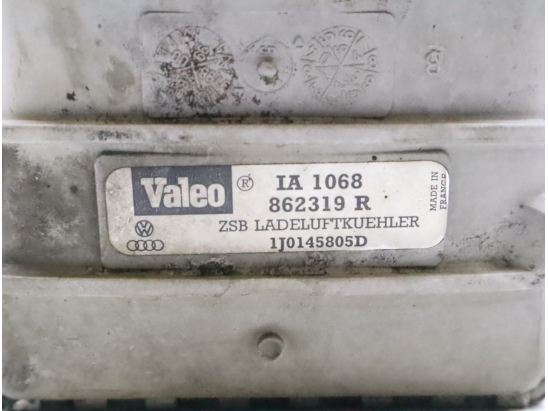 Valeo ® IA 1068
862319 R
ZSB LADELUFTKUEHLER
1J0145805D
MADE IN
FRANCE